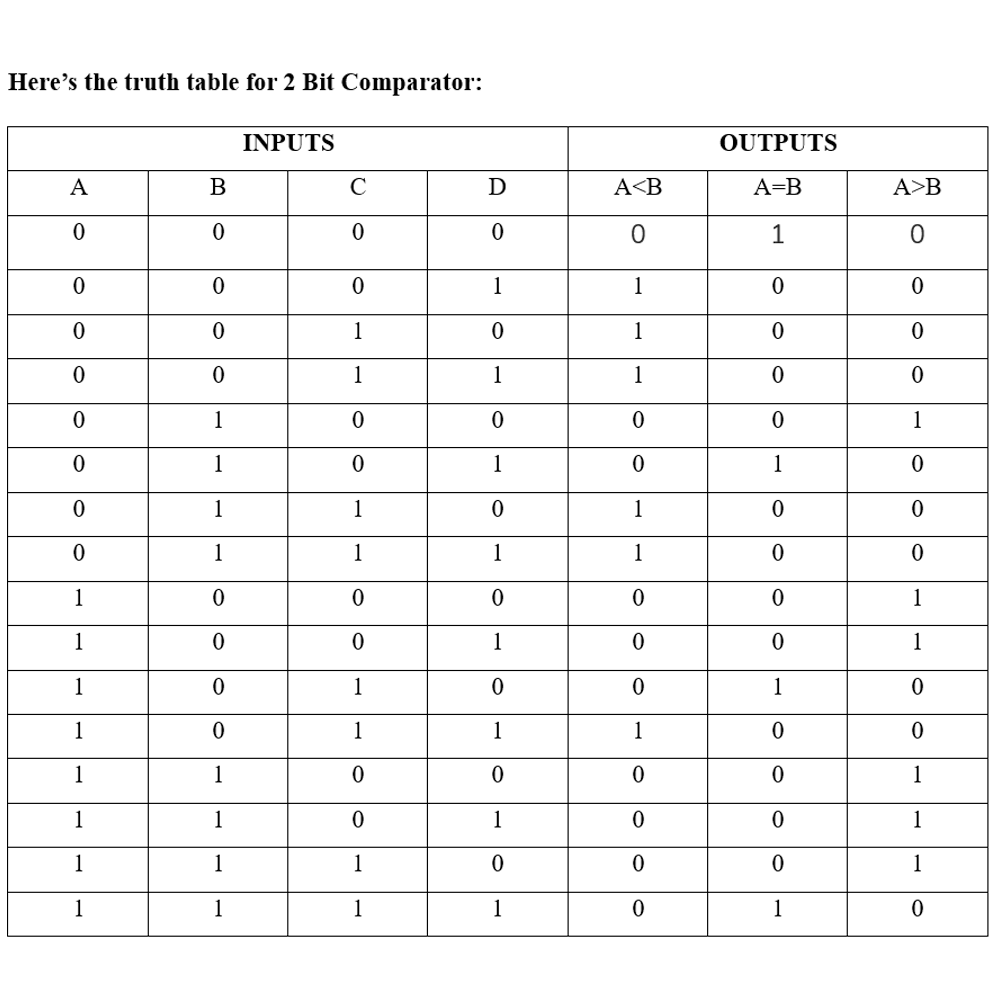 Here’s the truth table for 2 Bit Comparator:
INPUTS OUTPUTS
A B C D A<B A=B A>B
0 0 0 0 0 1 0
0 0 0 1 1 0 0
0 0 1 0 1 0 0
0 0 1 1 1 0 0
0 1 0 0 0 0 1
0 1 0 1 0 1 0
0 1 1 0 1 0 0
0 1 1 1 1 0 0
1 0 0 0 0 0 1
1 0 0 1 0 0 1
1 0 1 0 0 1 0
1 0 1 1 1 0 0
1 1 0 0 0 0 1
1 1 0 1 0 0 1
1 1 1 0 0 0 1
1 1 1 1 0 1 0